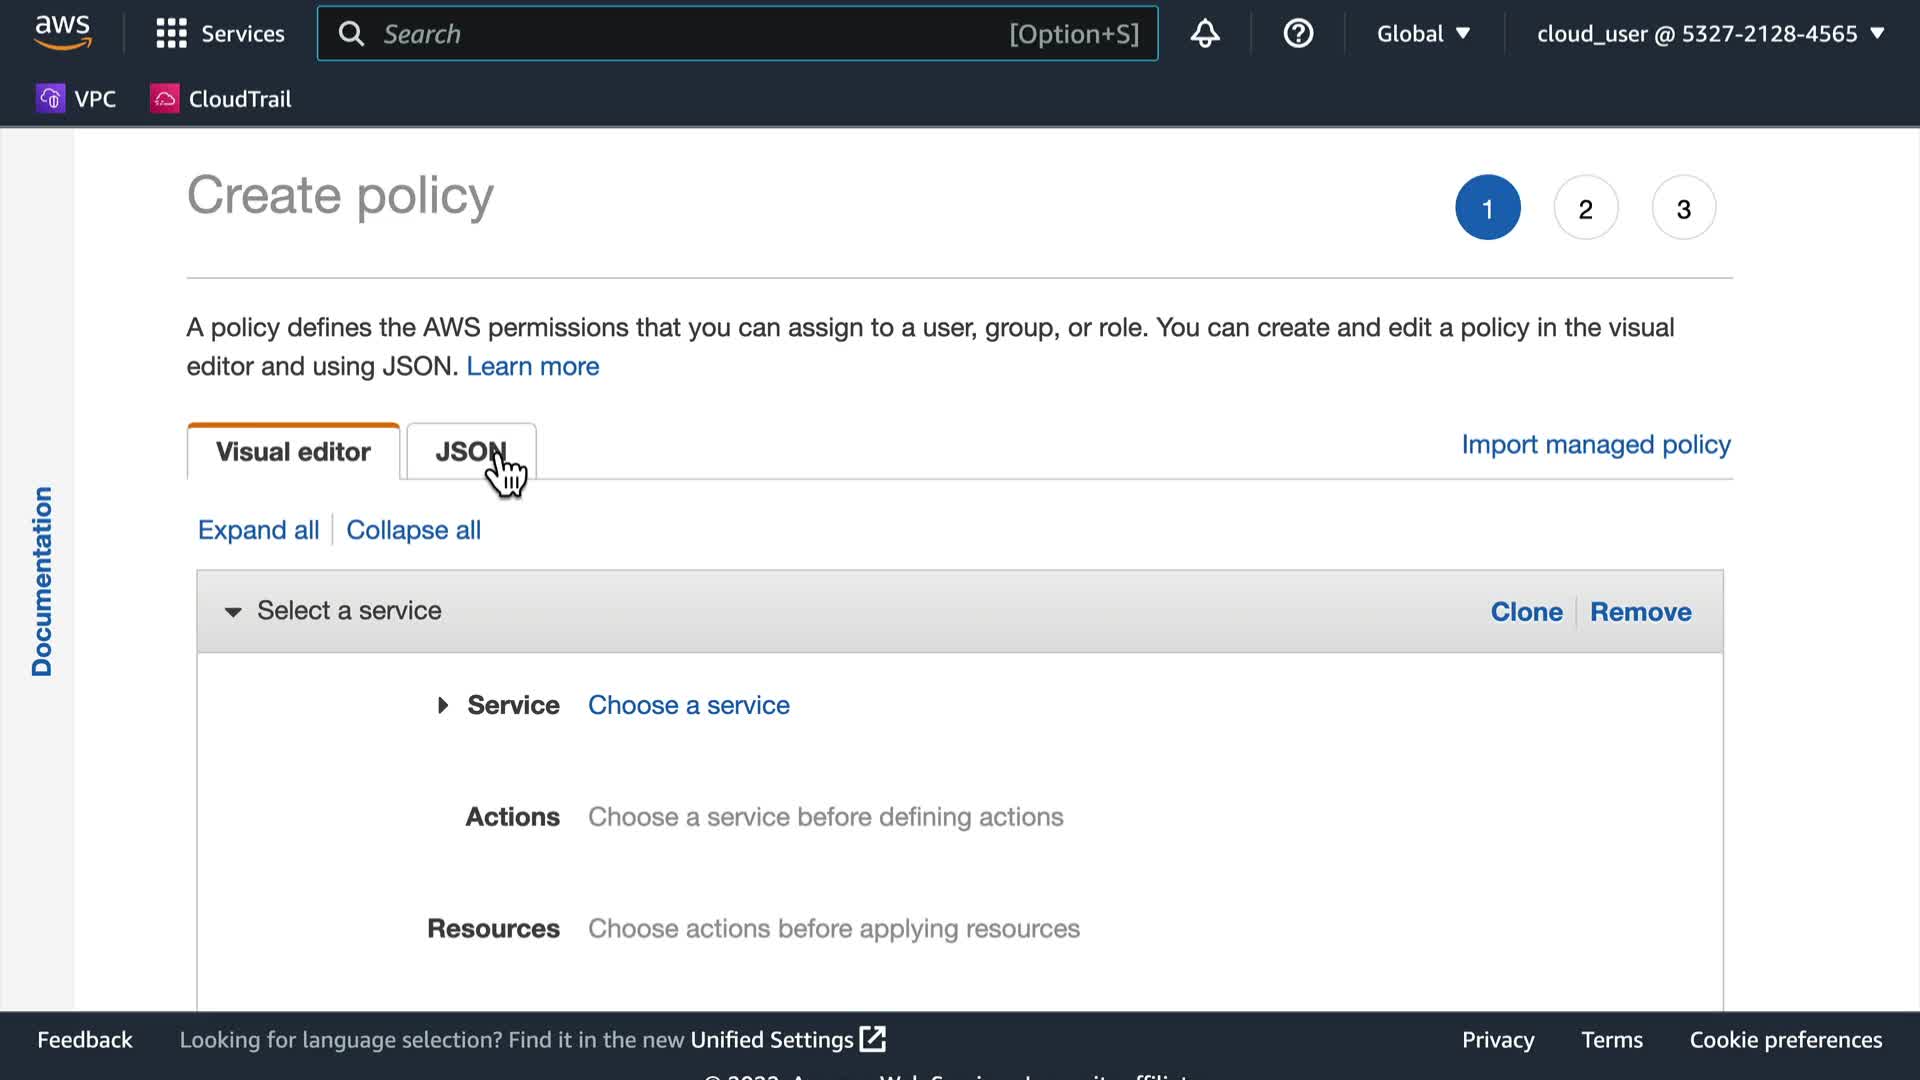 aws
Services
Search [Option+S]
Global
cloud_user @ 5327-2128-4565
VPC
CloudTrail
Create policy
1
2
3
A policy defines the AWS permissions that you can assign to a user, group, or role. You can create and edit a policy in the visual
editor and using JSON. Learn more
Visual editor
JSON
Import managed policy
Expand all
Collapse all
Documentation
Select a service
Clone
Remove
Service Choose a service
Actions Choose a service before defining actions
Resources Choose actions before applying resources
Feedback
Looking for language selection? Find it in the new Unified Settings
Privacy
Terms
Cookie preferences